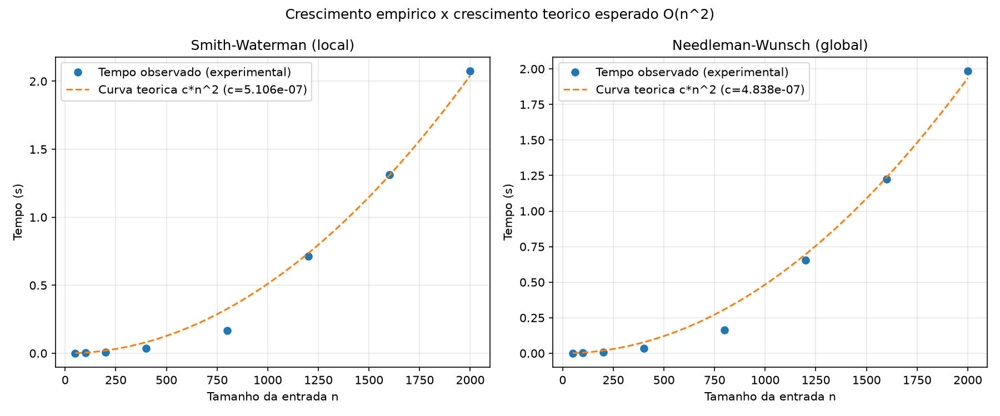 Crescimento empirico x crescimento teorico esperado O(n^2)
Smith-Waterman (local)
Tempo observado (experimental)
Curva teorica c*n^2 (c=5.106e-07)
2.0
1.5
1.0
0.5
0.0
Tempo (s)
0 250 500 750 1000 1250 1500 1750 2000
Tamanho da entrada n
Needleman-Wunsch (global)
Tempo observado (experimental)
Curva teorica c*n^2 (c=4.838e-07)
2.00
1.75
1.50
1.25
1.00
0.75
0.50
0.25
0.00
Tempo (s)
0 250 500 750 1000 1250 1500 1750 2000
Tamanho da entrada n